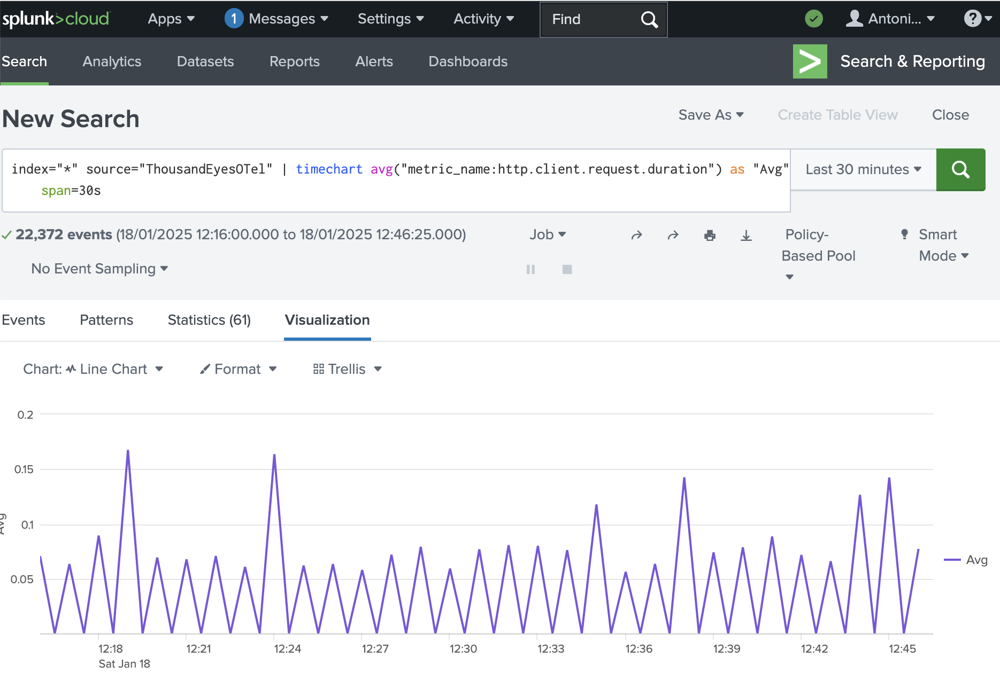 splunk>cloud Apps 1 Messages Settings Activity Find Antoni... ?
Search Analytics Datasets Reports Alerts Dashboards Search & Reporting
New Search Save As Create Table View Close
index="*" source="ThousandEyesOTel" | timechart avg("metric_name:http.client.request.duration") as "Avg" Last 30 minutes
span=30s
22,372 events (18/01/2025 12:16:00.000 to 18/01/2025 12:46:25.000) Job Policy- Smart
Based Pool Mode
No Event Sampling
Events Patterns Statistics (61) Visualization
Chart: Line Chart Format Trellis
0.2
0.15
0.1
0.05
Avg
Avg
12:18 12:21 12:24 12:27 12:30 12:33 12:36 12:39 12:42 12:45
Sat Jan 18